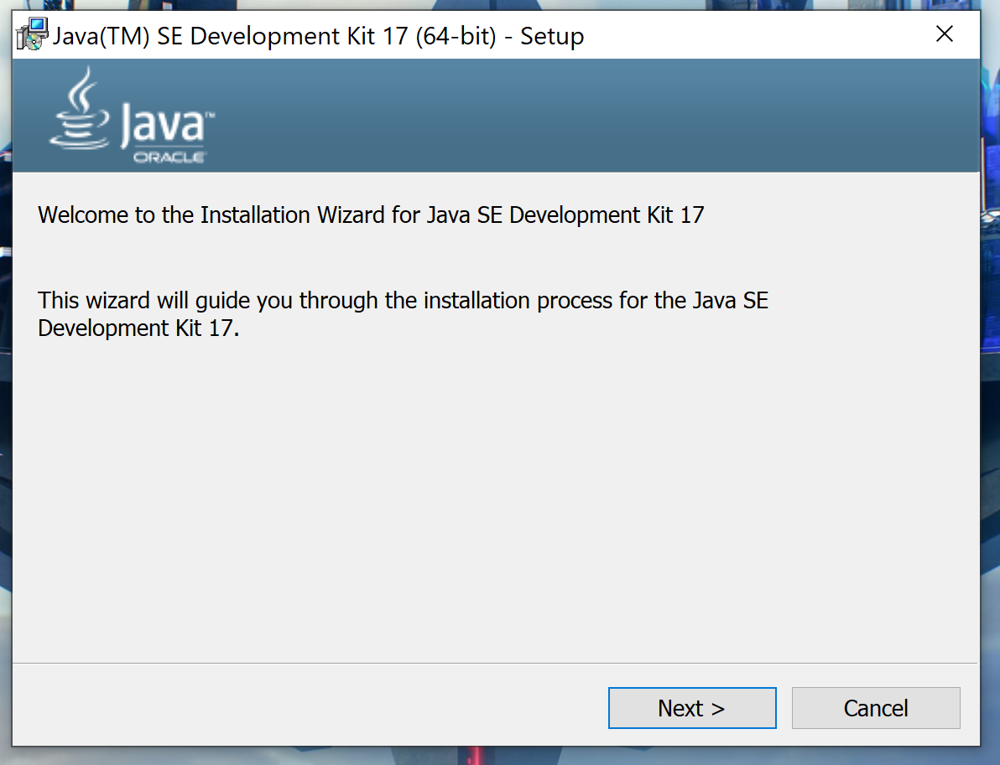 Java(TM) SE Development Kit 17 (64-bit) - Setup
Java™
ORACLE
Welcome to the Installation Wizard for Java SE Development Kit 17
This wizard will guide you through the installation process for the Java SE
Development Kit 17.
Next >
Cancel